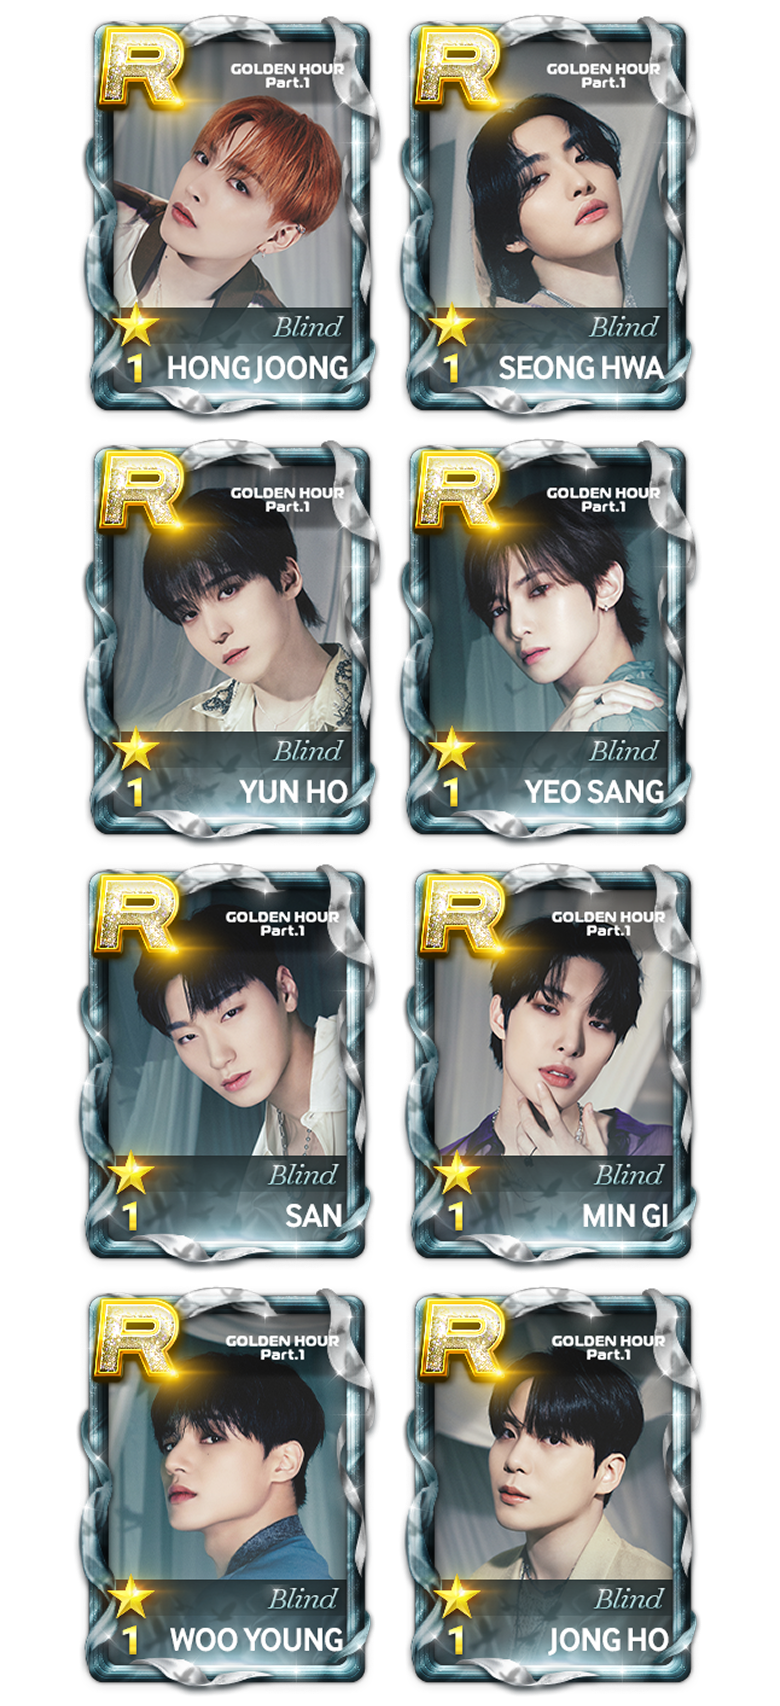 R
GOLDEN HOUR
Part.1
Blind
1 HONG JOONG
R
GOLDEN HOUR
Part.1
Blind
1 SEONG HWA
R
GOLDEN HOUR
Part.1
Blind
1 YUN HO
R
GOLDEN HOUR
Part.1
Blind
1 YEO SANG
R
GOLDEN HOUR
Part.1
Blind
1 SAN
R
GOLDEN HOUR
Part.1
Blind
1 MIN GI
R
GOLDEN HOUR
Part.1
Blind
1 WOO YOUNG
R
GOLDEN HOUR
Part.1
Blind
1 JONG HO